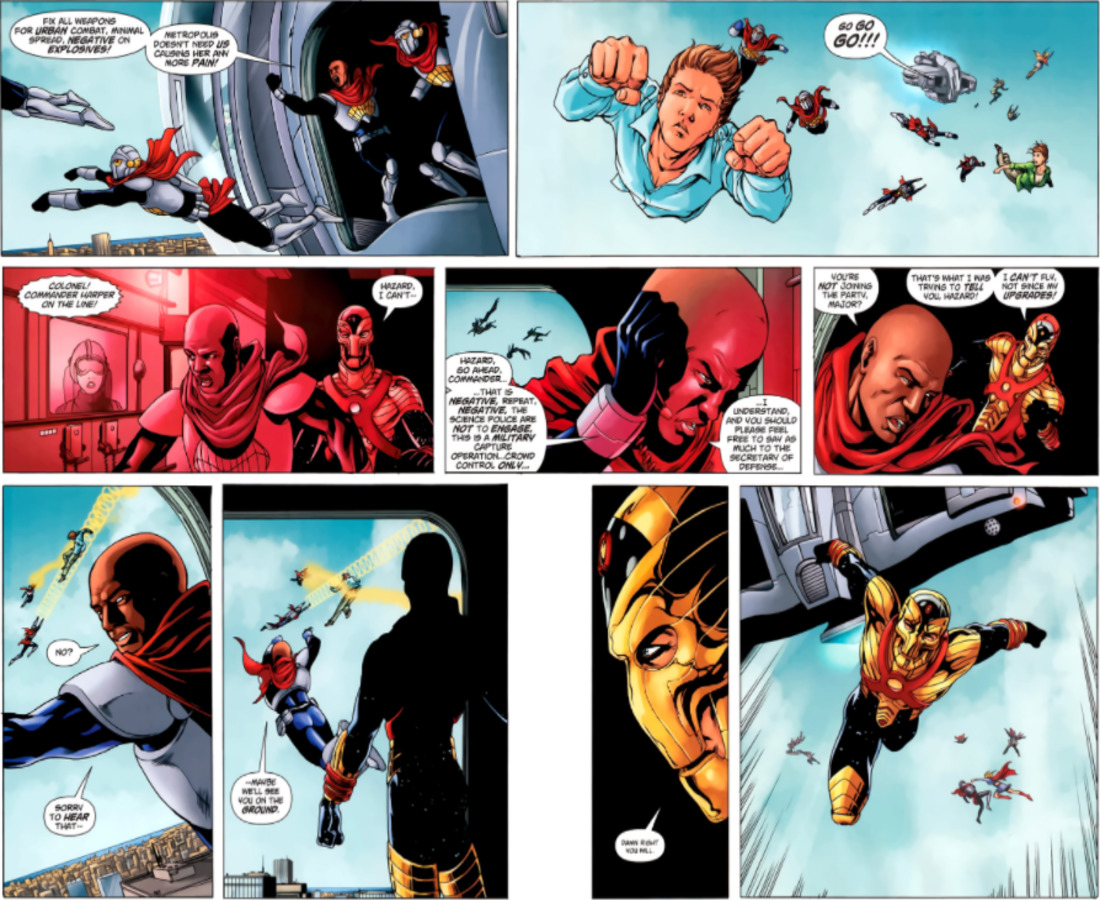 FIX ALL WEAPONS
FOR URBAN COMBAT, MINIMAL
SPREAD, NEGATIVE ON
EXPLOSIVES!
METROPOLIS
DOESN'T NEED US
CAUSING HER ANY
MORE PAIN!
GO GO
GO!!!
COLONEL!
COMMANDER HARPER
ON THE LINE!
HAZARD,
I CAN'T--
HAZARD,
GO AHEAD,
COMMANDER...
...THAT IS
NEGATIVE, REPEAT,
NEGATIVE, THE
SCIENCE POLICE ARE
NOT TO ENGAGE.
THIS IS A MILITARY
CAPTURE
OPERATION...CROWD
CONTROL ONLY...
...I
UNDERSTAND,
AND YOU SHOULD
PLEASE FEEL
FREE TO SAY AS
MUCH TO THE
SECRETARY OF
DEFENSE...
YOU'RE
NOT JOINING
THE PARTY,
MAJOR?
THAT'S WHAT I WAS
TRYING TO TELL
YOU, HAZARD!
I CAN'T FLY,
NOT SINCE MY
UPGRADES!
NO?
SORRY
TO HEAR
THAT--
--MAYBE
WE'LL SEE
YOU ON THE
GROUND.
DAMN RIGHT
YOU WILL.